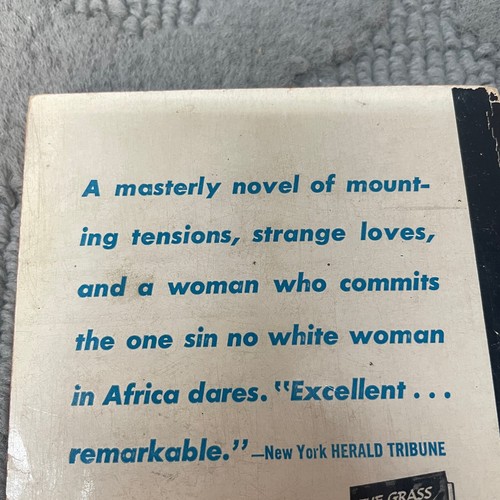 A masterly novel of mount-
ing tensions, strange loves,
and a woman who commits
the one sin no white woman
in Africa dares. "Excellent . . .
remarkable." —New York HERALD TRIBUNE
THE GRASS